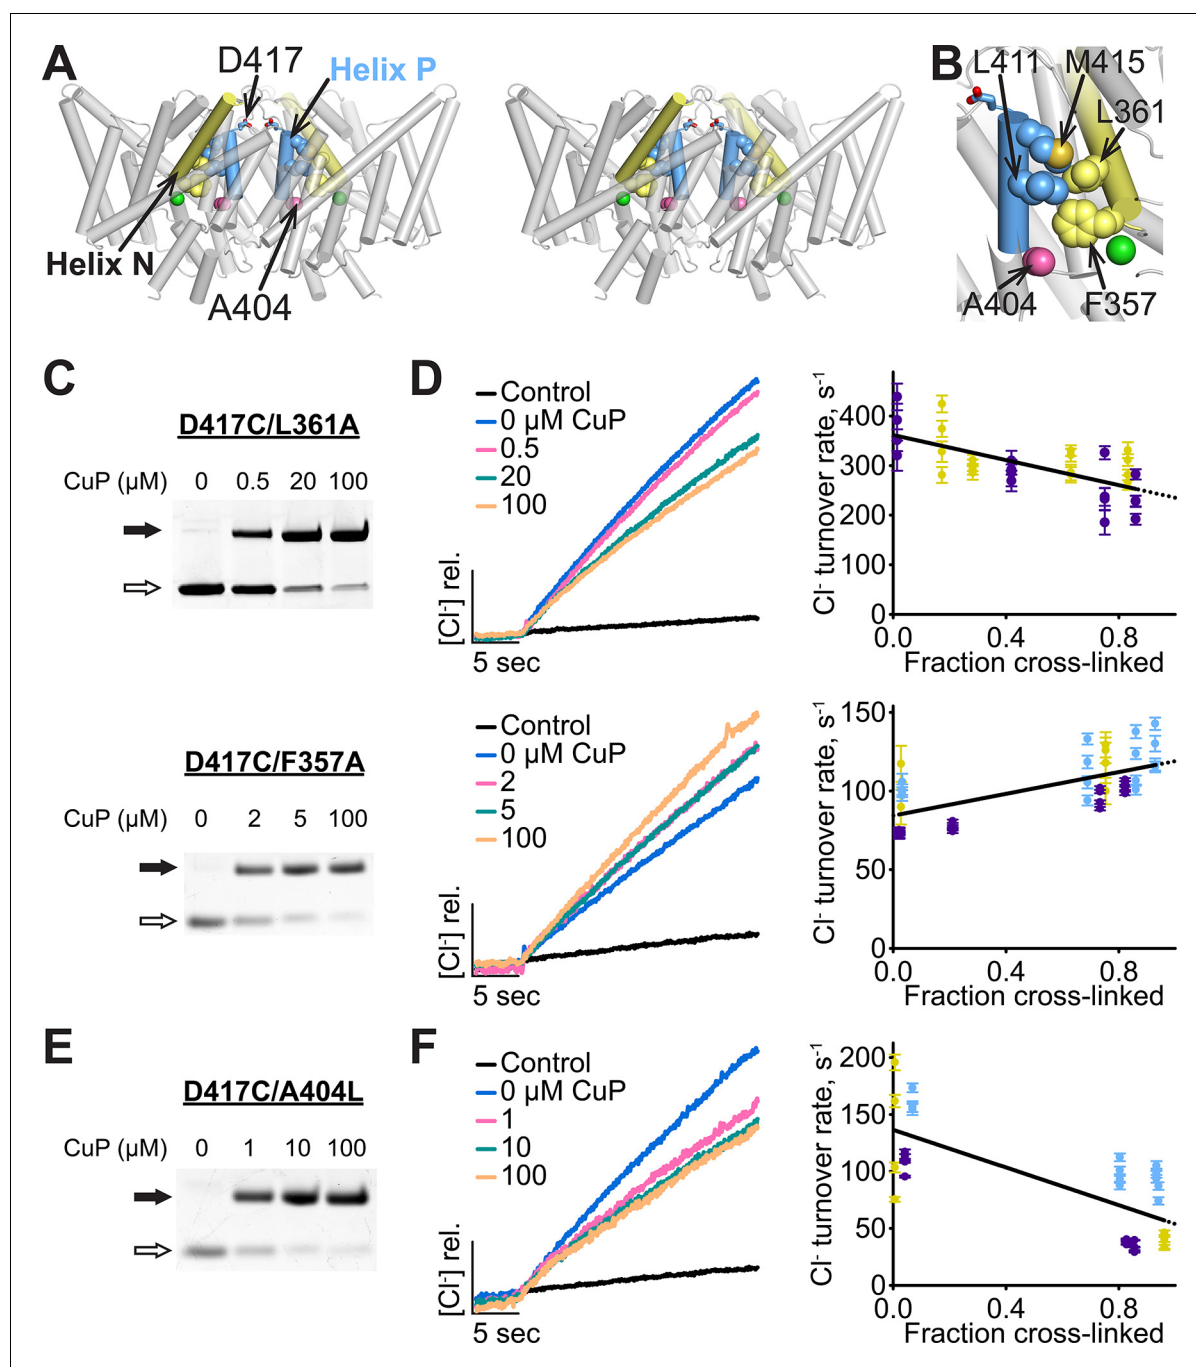 A
D417
Helix P
Helix N
A404
B
L411
M415
L361
A404
F357
C
D417C/L361A
CuP (µM) 0 0.5 20 100
D417C/F357A
CuP (µM) 0 2 5 100
D
Control
0 µM CuP
0.5
20
100
[Cl-] rel.
5 sec
Cl- turnover rate, s-1
400
300
200
100
0
0.0 0.4 0.8
Fraction cross-linked
Control
0 µM CuP
2
5
100
[Cl-] rel.
5 sec
Cl- turnover rate, s-1
150
100
50
0
0.0 0.4 0.8
Fraction cross-linked
E
D417C/A404L
CuP (µM) 0 1 10 100
F
Control
0 µM CuP
1
10
100
[Cl-] rel.
5 sec
Cl- turnover rate, s-1
200
150
100
50
0
0.0 0.4 0.8
Fraction cross-linked